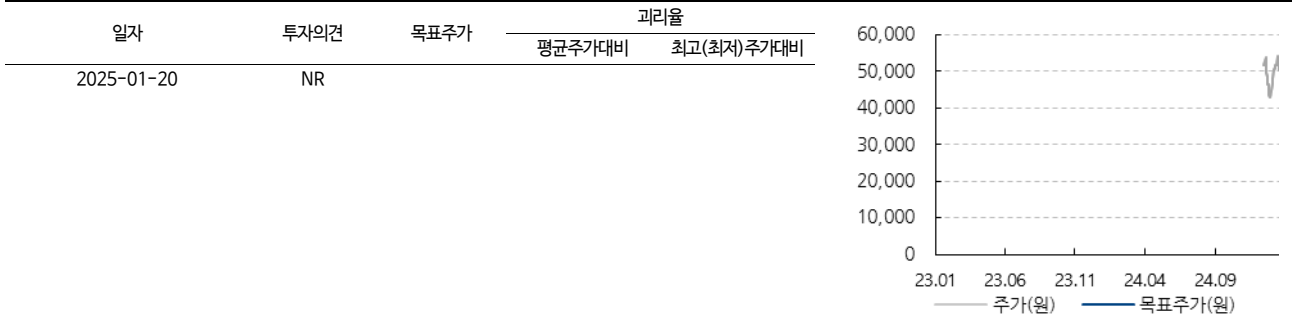 일자 투자의견 목표주가 괴리율
평균주가대비 최고(최저)주가대비
2025-01-20 NR
60,000
50,000
40,000
30,000
20,000
10,000
0
23.01 23.06 23.11 24.04 24.09
주가(원) 목표주가(원)